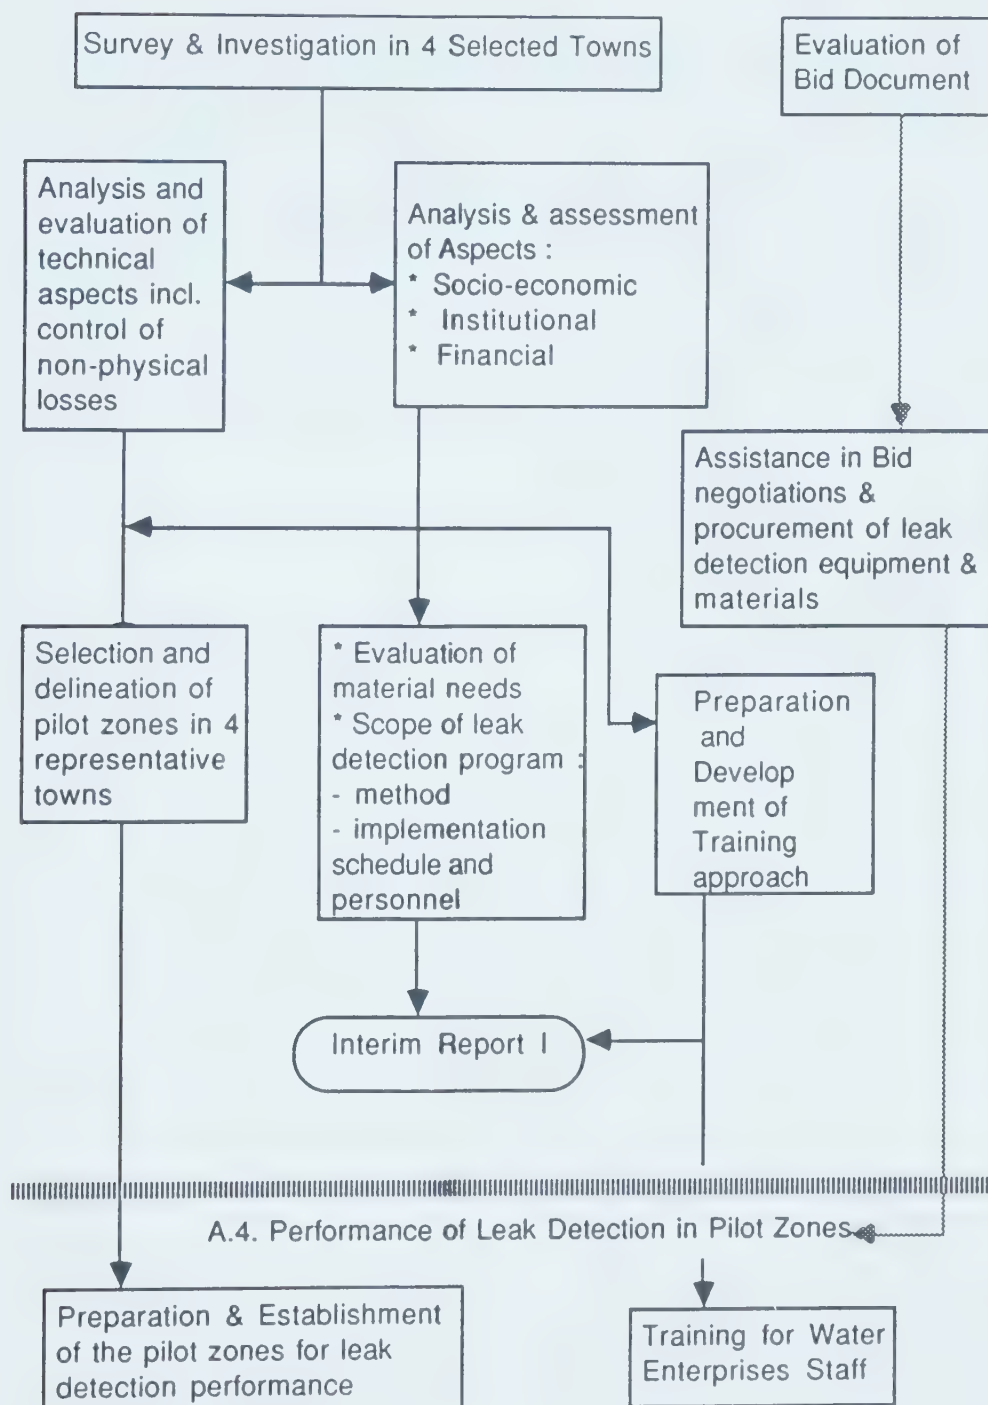 Survey & Investigation in 4 Selected Towns
Evaluation of
Bid Document
Analysis and
evaluation of
technical
aspects incl.
control of
non-physical
losses
Analysis & assessment
of Aspects :
* Socio-economic
* Institutional
* Financial
Assistance in Bid
negotiations &
procurement of leak
detection equipment &
materials
Selection and
delineation of
pilot zones in 4
representative
towns
* Evaluation of
material needs
* Scope of leak
detection program :
- method
- implementation
schedule and
personnel
Preparation
and
Develop
ment of
Training
approach
Interim Report I
A.4. Performance of Leak Detection in Pilot Zones
Preparation & Establishment
of the pilot zones for leak
detection performance
Training for Water
Enterprises Staff